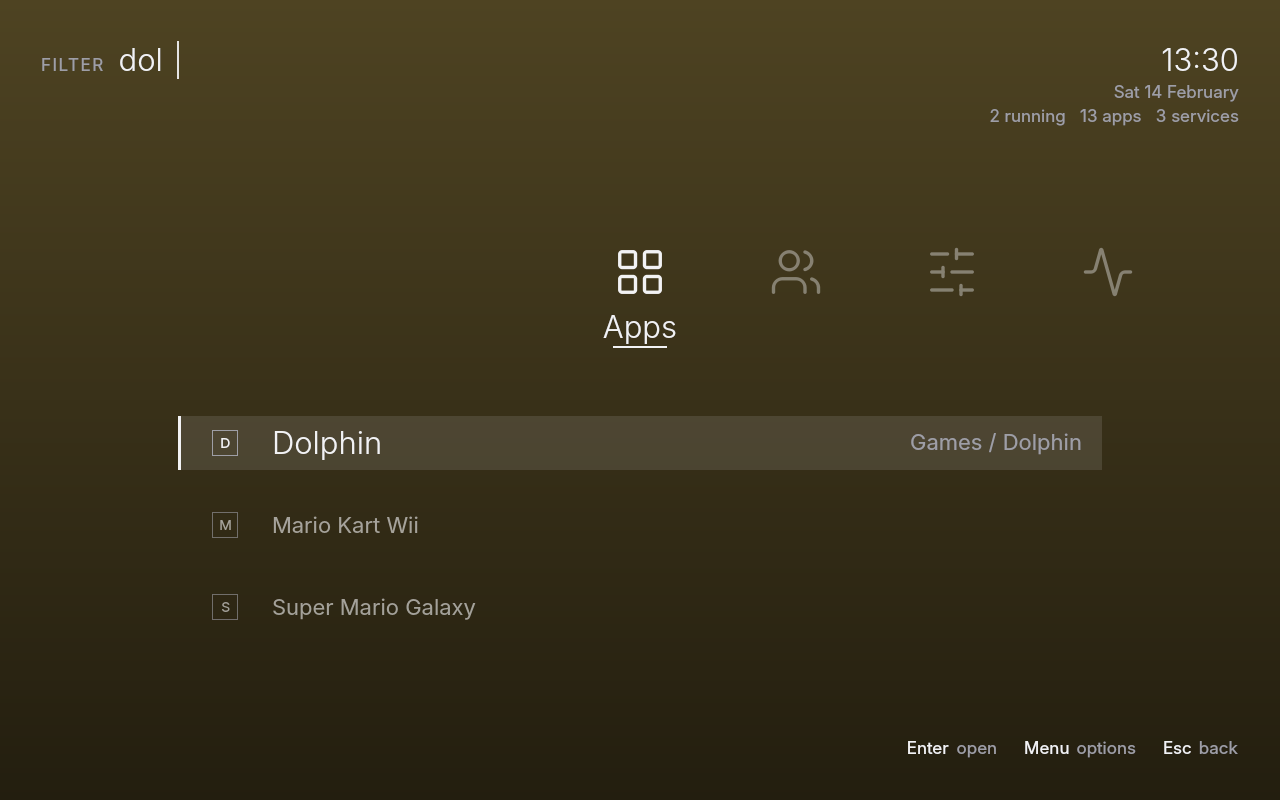 FILTER dol
13:30
Sat 14 February
2 running 13 apps 3 services
Apps
D Dolphin Games / Dolphin
M Mario Kart Wii
S Super Mario Galaxy
Enter open Menu options Esc back